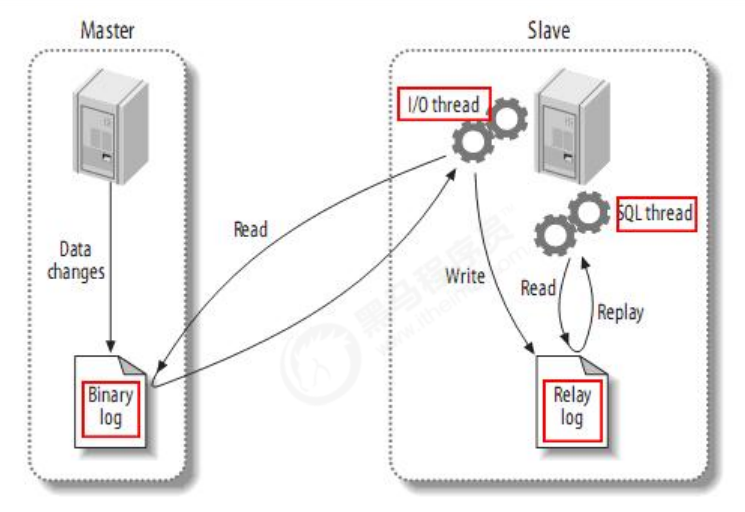 Master
Slave
I/O thread
SQL thread
Data
changes
Read
Write
Read
Replay
Binary
log
Relay
log
黑马程序员
www.itheima.com